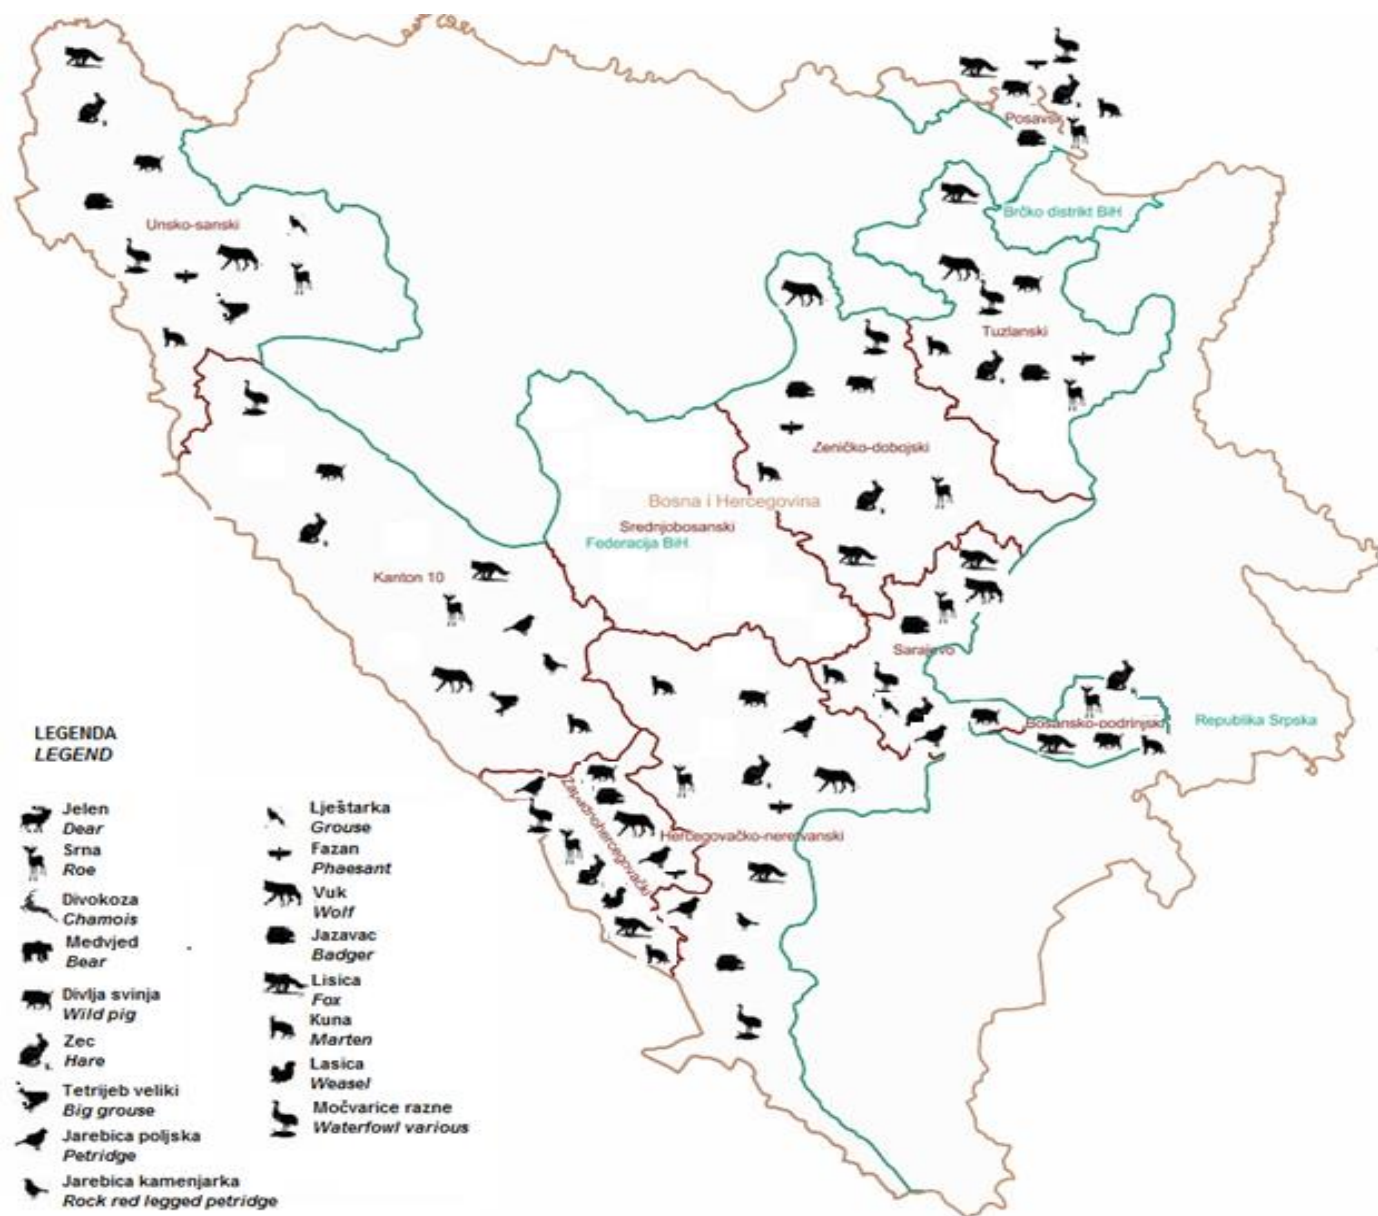 Posavski
Brčko distrikt BiH
Unsko-sanski
Tuzlanski
Zeničko-dobojski
Bosna i Hercegovina
Srednjobosanski
Federacija BiH
Kanton 10
Sarajevo
Bosansko-podrinjski
Republika Srpska
Zapadnohercegovački
Hercegovačko-neretvanski
LEGENDA
LEGEND
Jelen
Dear
Srna
Roe
Divokoza
Chamois
Medvjed
Bear
Divlja svinja
Wild pig
Zec
Hare
Tetrijeb veliki
Big grouse
Jarebica poljska
Petridge
Jarebica kamenjarka
Rock red legged petridge
Lještarka
Grouse
Fazan
Phaesant
Vuk
Wolf
Jazavac
Badger
Lisica
Fox
Kuna
Marten
Lasica
Weasel
Močvarice razne
Waterfowl various